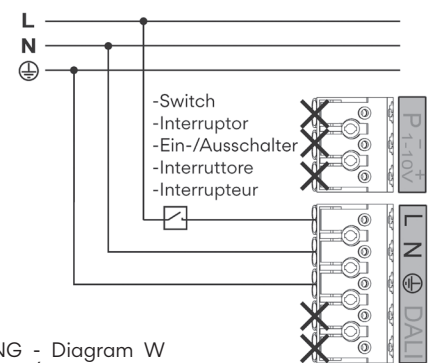 L
N
-Switch
-Interruptor
-Ein-/Ausschalter
-Interruttore
-Interrupteur
P 1-10V - +
L N ⏚ DALI
NG - Diagram W